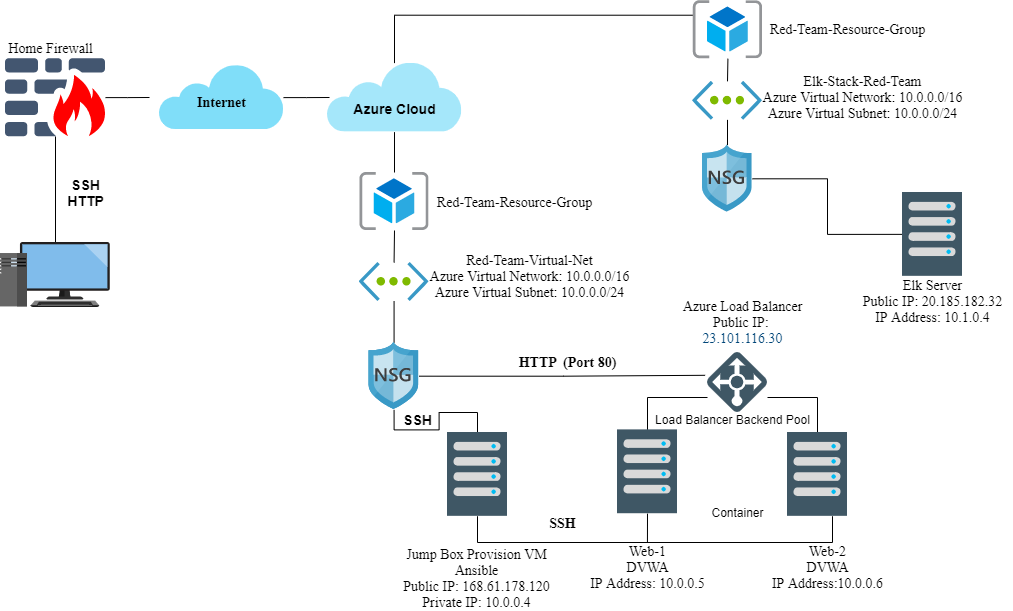 Home Firewall
Internet
Azure Cloud
SSH
HTTP
Red-Team-Resource-Group
Elk-Stack-Red-Team
Azure Virtual Network: 10.0.0.0/16
Azure Virtual Subnet: 10.0.0.0/24
NSG
Elk Server
Public IP: 20.185.182.32
IP Address: 10.1.0.4
Red-Team-Resource-Group
Red-Team-Virtual-Net
Azure Virtual Network: 10.0.0.0/16
Azure Virtual Subnet: 10.0.0.0/24
NSG
HTTP (Port 80)
Azure Load Balancer
Public IP:
23.101.116.30
SSH
Load Balancer Backend Pool
Container
SSH
Jump Box Provision VM
Ansible
Public IP: 168.61.178.120
Private IP: 10.0.0.4
Web-1
DVWA
IP Address: 10.0.0.5
Web-2
DVWA
IP Address:10.0.0.6